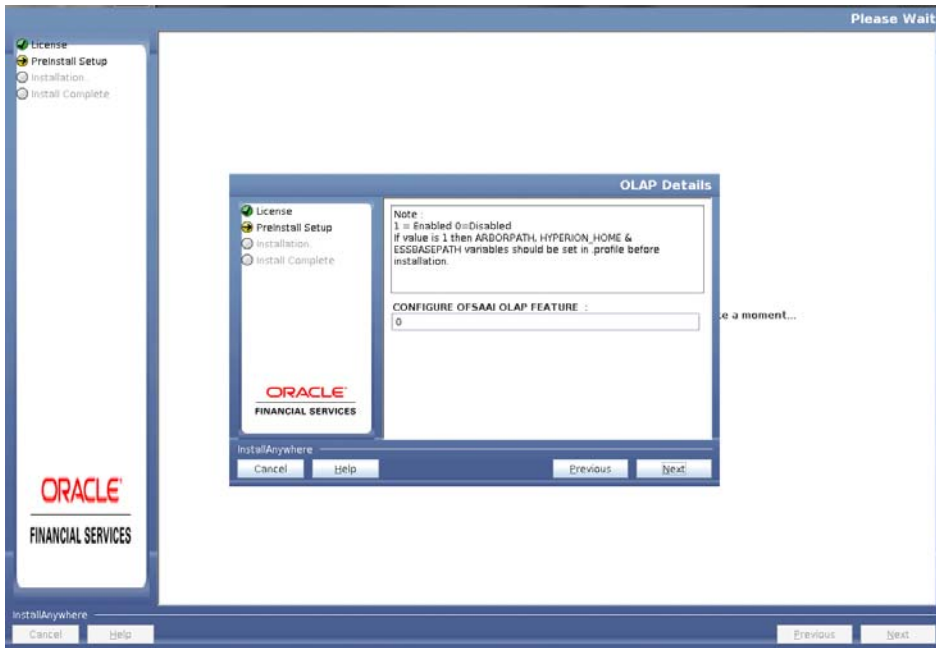 Please Wait
License
Preinstall Setup
Installation..
Install Complete
OLAP Details
License
Preinstall Setup
Installation..
Install Complete
Note :
1 = Enabled 0=Disabled
If value is 1 then ARBORPATH, HYPERION_HOME &
ESSBASEPATH variables should be set in .profile before
installation.
CONFIGURE OFSAAI OLAP FEATURE :
0
e a moment...
ORACLE
FINANCIAL SERVICES
InstallAnywhere
Cancel
Help
Previous
Next
ORACLE
FINANCIAL SERVICES
InstallAnywhere
Cancel
Help
Previous
Next